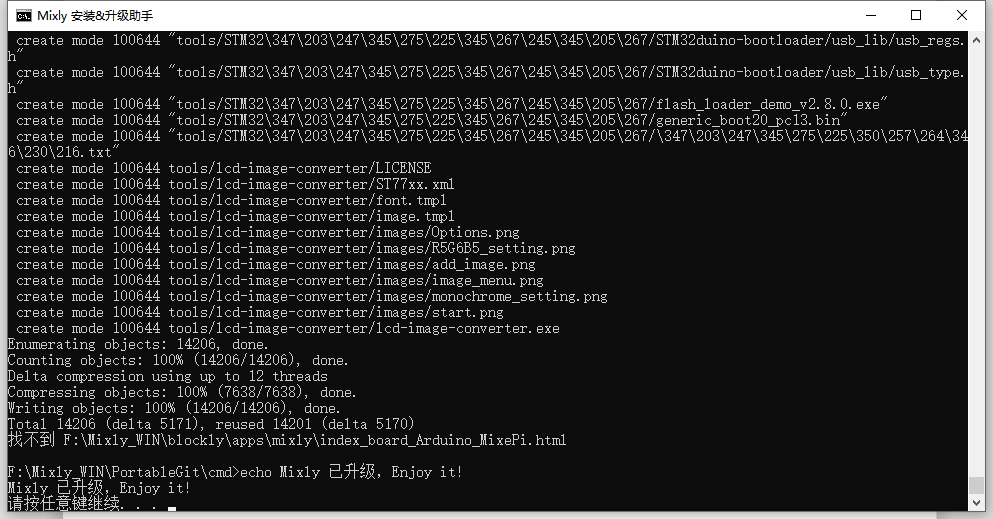 Mixly 安装&升级助手
create mode 100644 "tools/STM32\347\203\247\345\275\225\345\267\245\345\205\267/STM32duino-bootloader/usb_lib/usb_regs.
h"
create mode 100644 "tools/STM32\347\203\247\345\275\225\345\267\245\345\205\267/STM32duino-bootloader/usb_lib/usb_type.
h"
create mode 100644 "tools/STM32\347\203\247\345\275\225\345\267\245\345\205\267/flash_loader_demo_v2.8.0.exe"
create mode 100644 "tools/STM32\347\203\247\345\275\225\345\267\245\345\205\267/generic_boot20_pc13.bin"
create mode 100644 "tools/STM32\347\203\247\345\275\225\345\267\245\345\205\267/\347\203\247\345\275\225\350\257\264\34
6\230\216.txt"
create mode 100644 tools/lcd-image-converter/LICENSE
create mode 100644 tools/lcd-image-converter/ST77xx.xml
create mode 100644 tools/lcd-image-converter/font.tmpl
create mode 100644 tools/lcd-image-converter/image.tmpl
create mode 100644 tools/lcd-image-converter/images/Options.png
create mode 100644 tools/lcd-image-converter/images/R5G6B5_setting.png
create mode 100644 tools/lcd-image-converter/images/add_image.png
create mode 100644 tools/lcd-image-converter/images/image_menu.png
create mode 100644 tools/lcd-image-converter/images/monochrome_setting.png
create mode 100644 tools/lcd-image-converter/images/start.png
create mode 100644 tools/lcd-image-converter/lcd-image-converter.exe
Enumerating objects: 14206, done.
Counting objects: 100% (14206/14206), done.
Delta compression using up to 12 threads
Compressing objects: 100% (7638/7638), done.
Writing objects: 100% (14206/14206), done.
Total 14206 (delta 5171), reused 14201 (delta 5170)
找不到 F:\Mixly_WIN\blockly\apps\mixly\index_board_Arduino_MixePi.html
F:\Mixly_WIN\PortableGit\cmd>echo Mixly 已升级, Enjoy it!
Mixly 已升级, Enjoy it!
请按任意键继续. . .